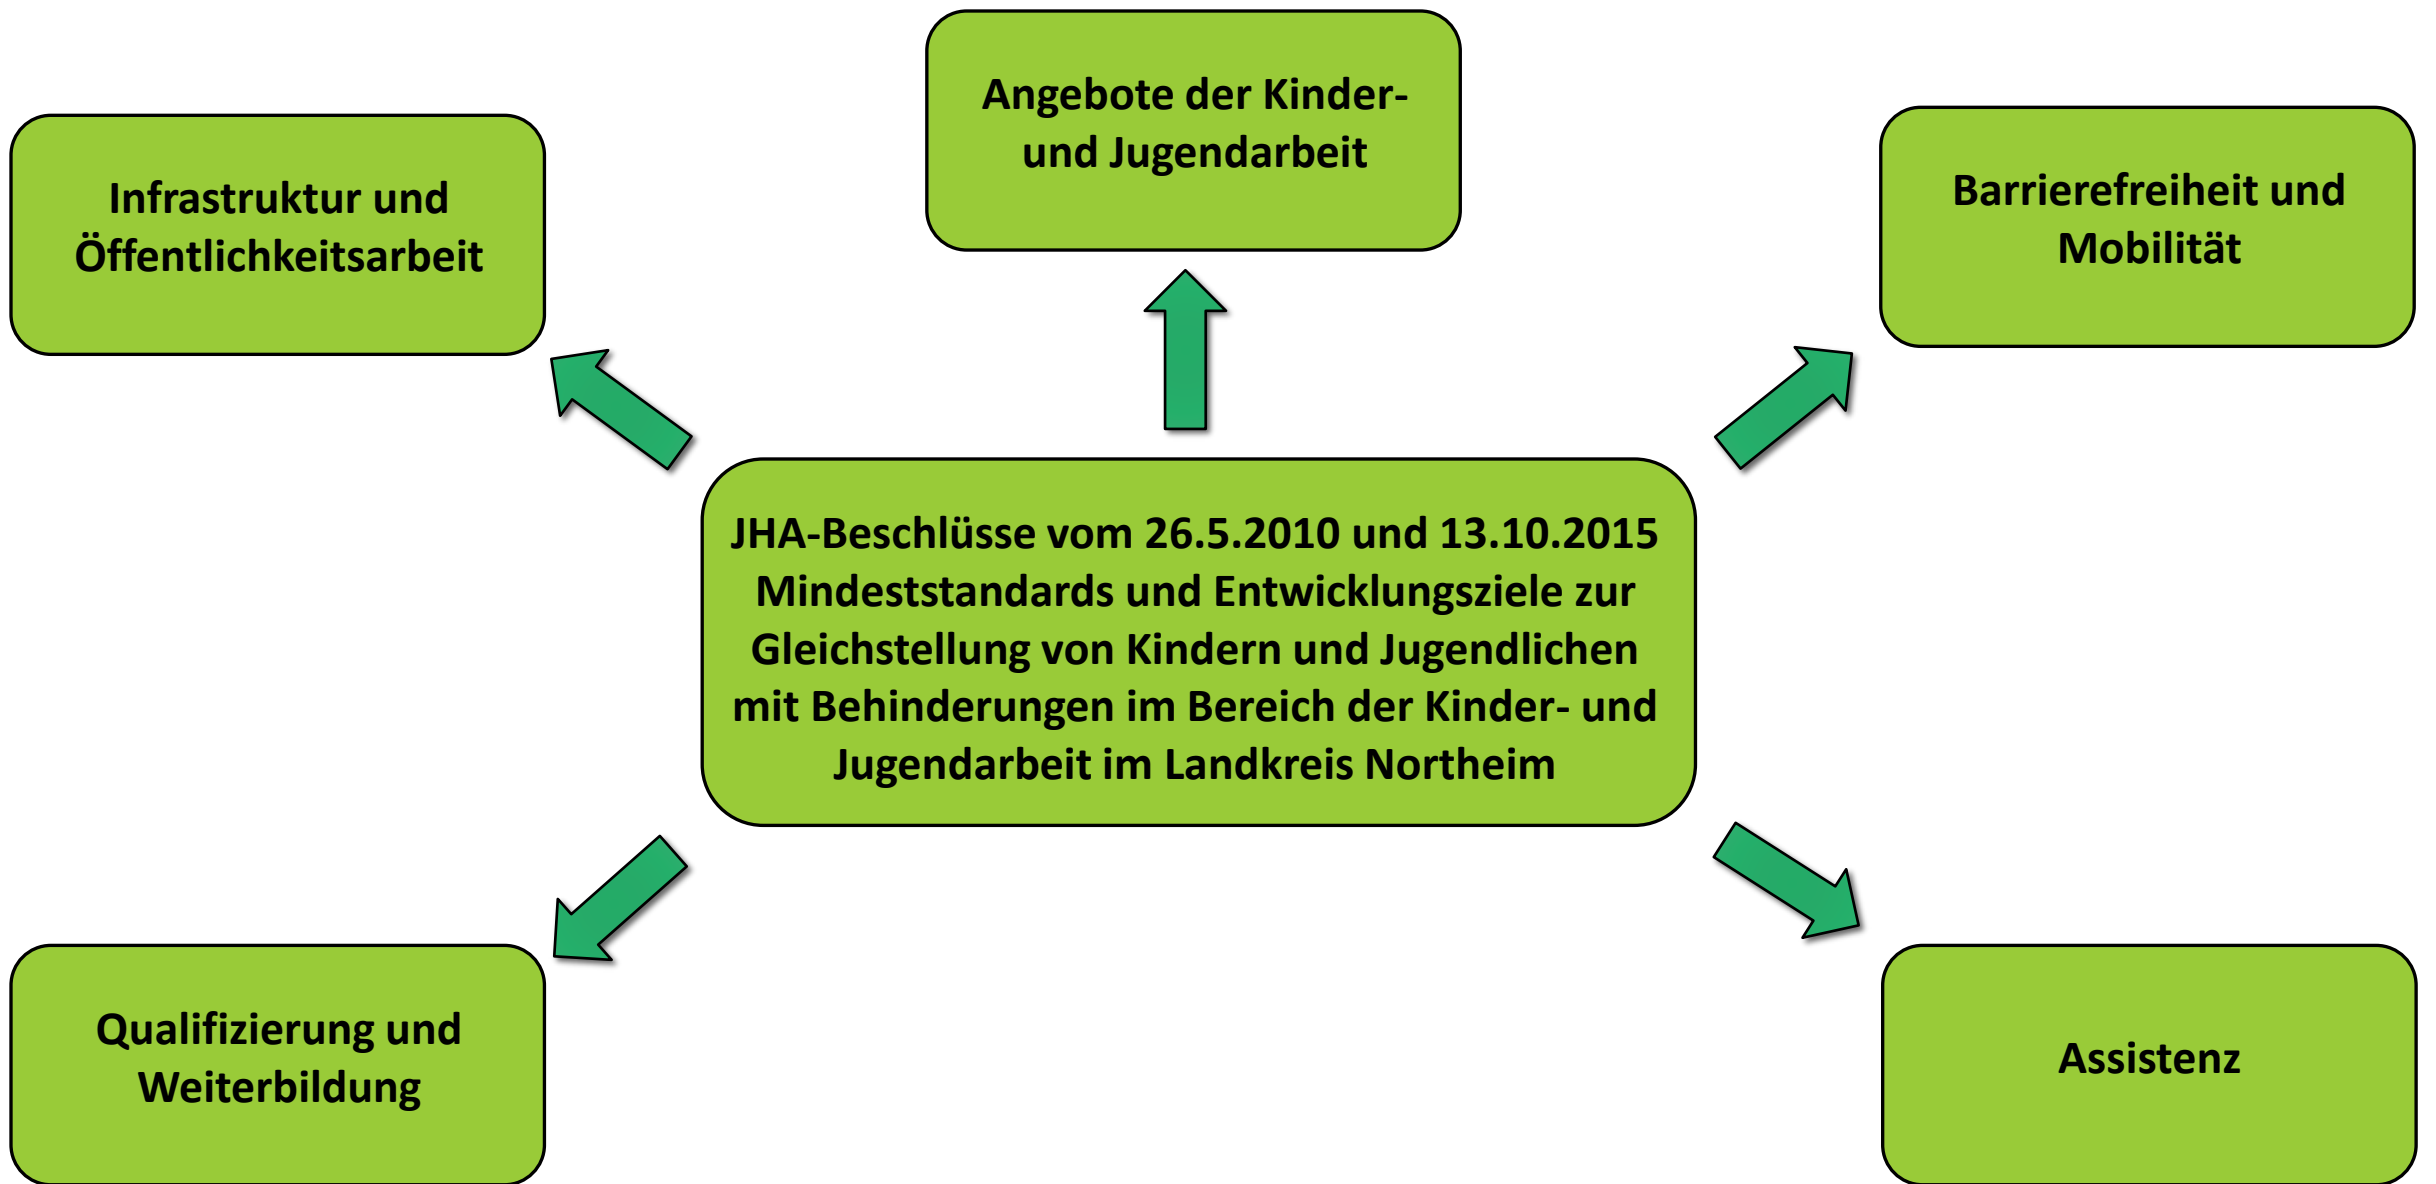 Angebote der Kinder-
und Jugendarbeit
Infrastruktur und
Öffentlichkeitsarbeit
Barrierefreiheit und
Mobilität
JHA-Beschlüsse vom 26.5.2010 und 13.10.2015
Mindeststandards und Entwicklungsziele zur
Gleichstellung von Kindern und Jugendlichen
mit Behinderungen im Bereich der Kinder- und
Jugendarbeit im Landkreis Northeim
Qualifizierung und
Weiterbildung
Assistenz